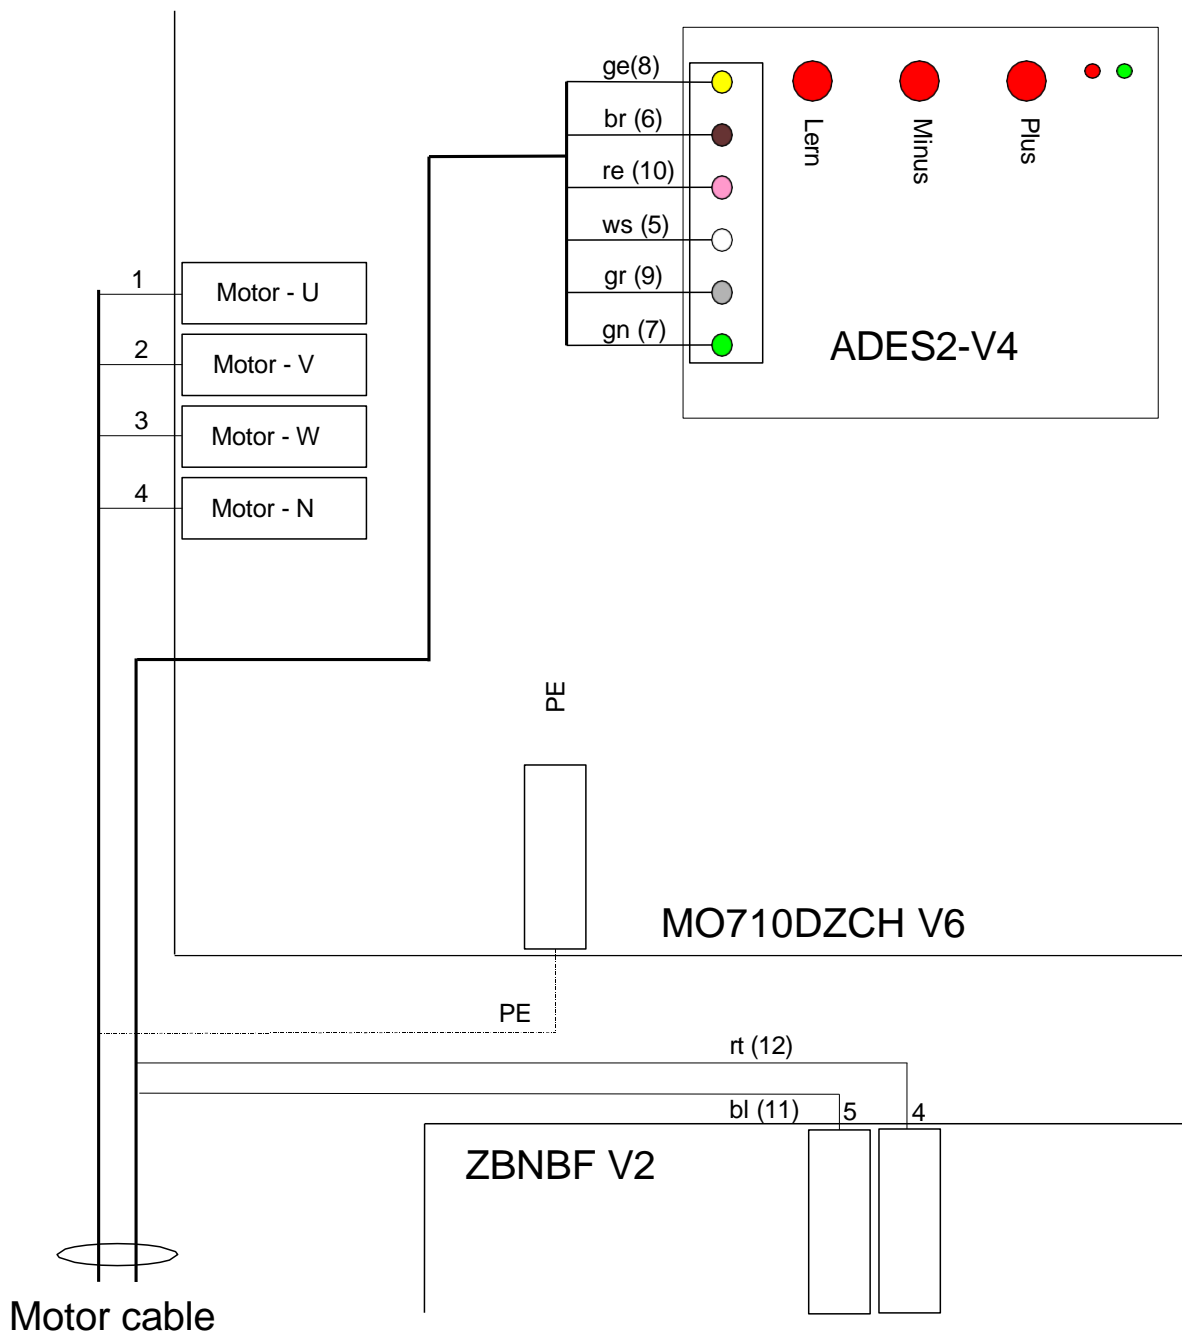 ge(8)
br (6)
re (10)
ws (5)
gr (9)
gn (7)
Lern
Minus
Plus
ADES2-V4
1
Motor - U
2
Motor - V
3
Motor - W
4
Motor - N
PE
MO710DZCH V6
PE
rt (12)
bl (11)
5
4
ZBNBF V2
Motor cable